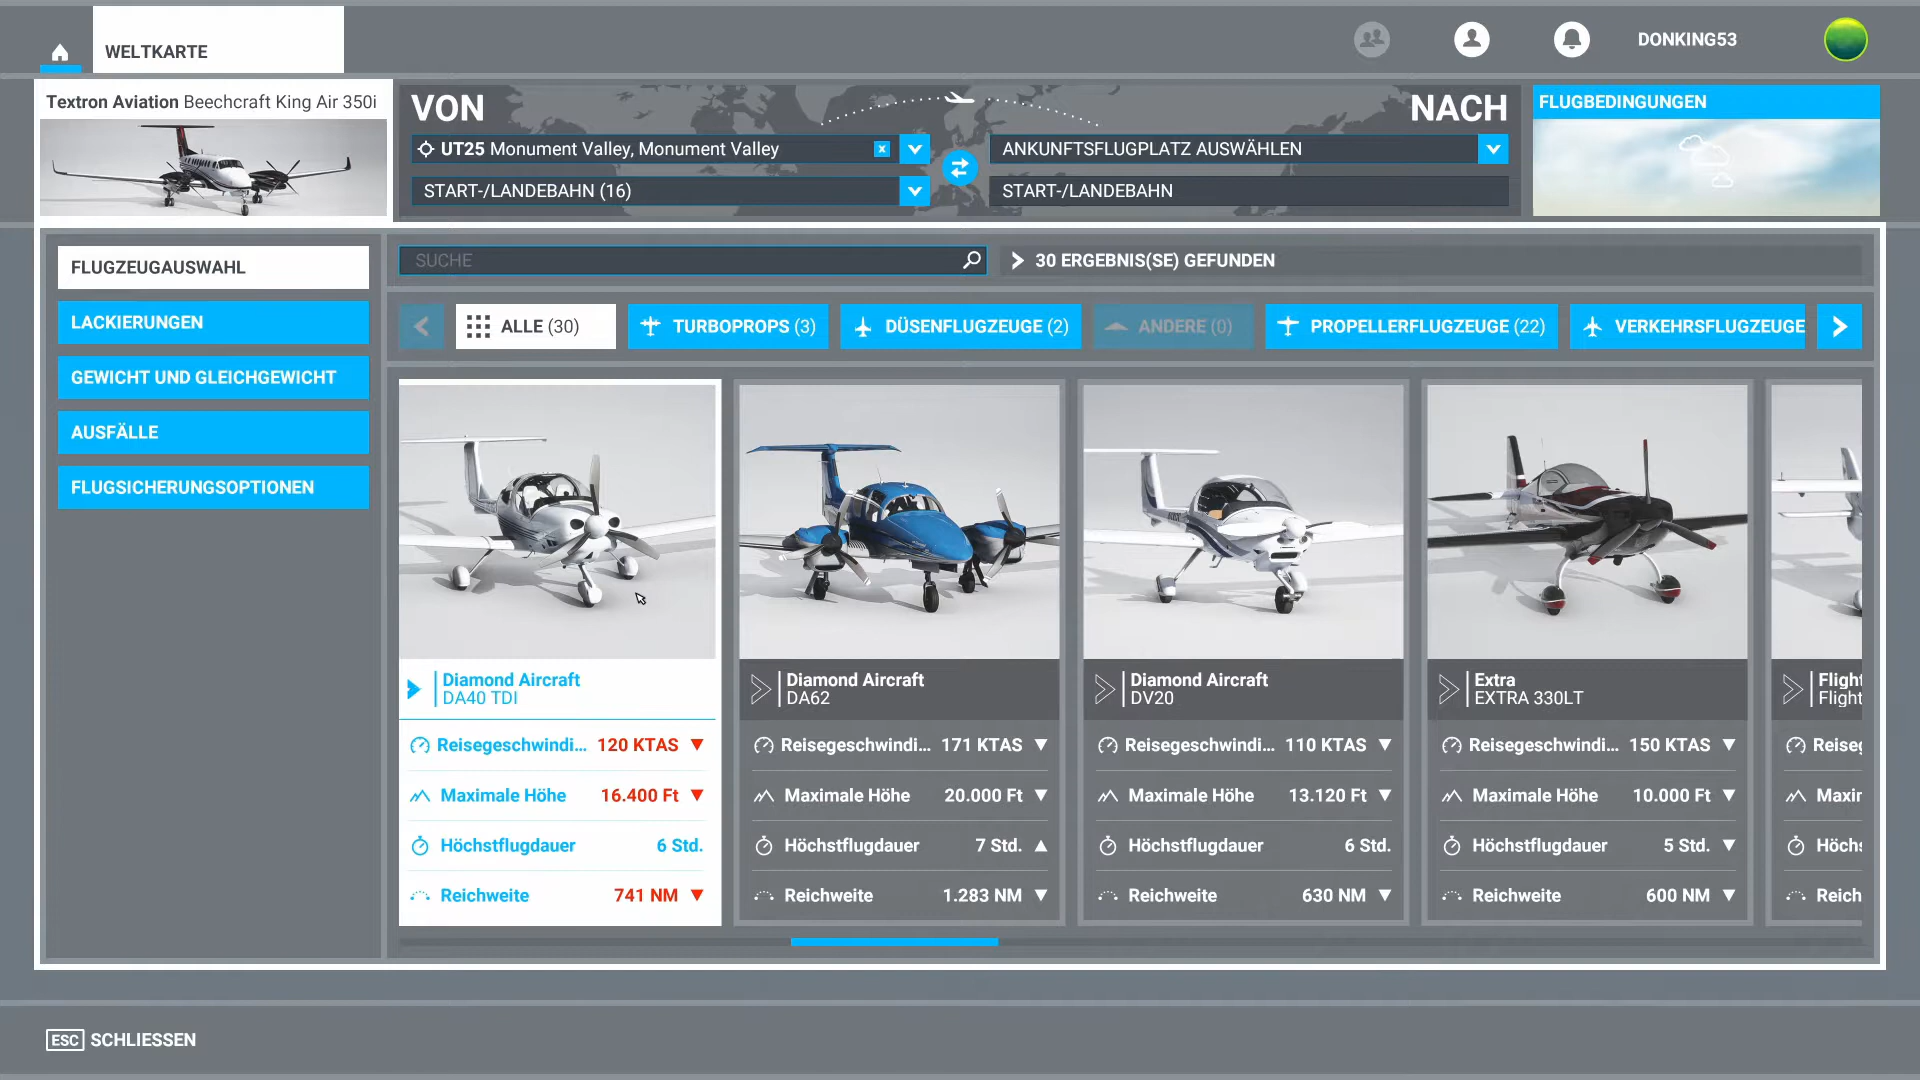 WELTKARTE
DONKING53
Textron Aviation Beechcraft King Air 350i
VON
NACH
UT25 Monument Valley, Monument Valley
START-/LANDEBAHN (16)
ANKUNFTSFLUGPLATZ AUSWÄHLEN
START-/LANDEBAHN
FLUGBEDINGUNGEN
FLUGZEUGAUSWAHL
LACKIERUNGEN
GEWICHT UND GLEICHGEWICHT
AUSFÄLLE
FLUGSICHERUNGSOPTIONEN
SUCHE
30 ERGEBNIS(SE) GEFUNDEN
ALLE (30)
TURBOPROPS (3)
DÜSENFLUGZEUGE (2)
ANDERE (0)
PROPELLERFLUGZEUGE (22)
VERKEHRSFLUGZEUGE
Diamond Aircraft
DA40 TDI
Reisegeschwindi... 120 KTAS
Maximale Höhe 16.400 Ft
Höchstflugdauer 6 Std.
Reichweite 741 NM
Diamond Aircraft
DA62
Reisegeschwindi... 171 KTAS
Maximale Höhe 20.000 Ft
Höchstflugdauer 7 Std.
Reichweite 1.283 NM
Diamond Aircraft
DV20
Reisegeschwindi... 110 KTAS
Maximale Höhe 13.120 Ft
Höchstflugdauer 6 Std.
Reichweite 630 NM
Extra
EXTRA 330LT
Reisegeschwindi... 150 KTAS
Maximale Höhe 10.000 Ft
Höchstflugdauer 5 Std.
Reichweite 600 NM
Flight
Flight
Reiseg
Maxim
Höchs
Reich
ESC SCHLIESSEN